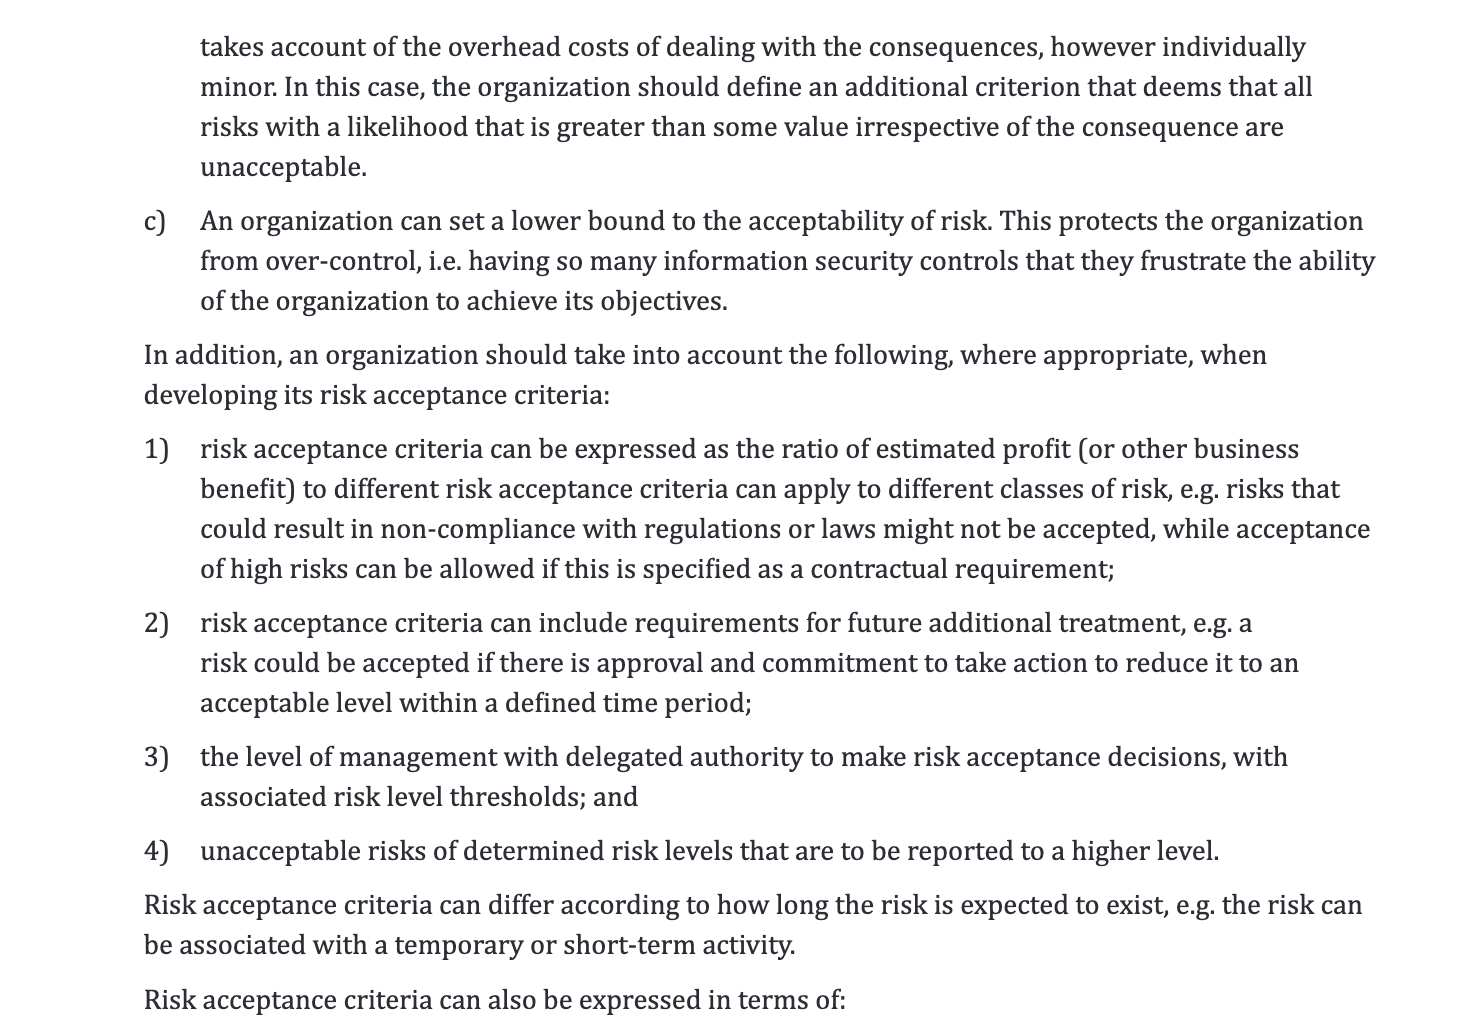 takes account of the overhead costs of dealing with the consequences, however individually
minor. In this case, the organization should define an additional criterion that deems that all
risks with a likelihood that is greater than some value irrespective of the consequence are
unacceptable.
c) An organization can set a lower bound to the acceptability of risk. This protects the organization
from over-control, i.e. having so many information security controls that they frustrate the ability
of the organization to achieve its objectives.
In addition, an organization should take into account the following, where appropriate, when
developing its risk acceptance criteria:
1) risk acceptance criteria can be expressed as the ratio of estimated profit (or other business
benefit) to different risk acceptance criteria can apply to different classes of risk, e.g. risks that
could result in non-compliance with regulations or laws might not be accepted, while acceptance
of high risks can be allowed if this is specified as a contractual requirement;
2) risk acceptance criteria can include requirements for future additional treatment, e.g. a
risk could be accepted if there is approval and commitment to take action to reduce it to an
acceptable level within a defined time period;
3) the level of management with delegated authority to make risk acceptance decisions, with
associated risk level thresholds; and
4) unacceptable risks of determined risk levels that are to be reported to a higher level.
Risk acceptance criteria can differ according to how long the risk is expected to exist, e.g. the risk can
be associated with a temporary or short-term activity.
Risk acceptance criteria can also be expressed in terms of: